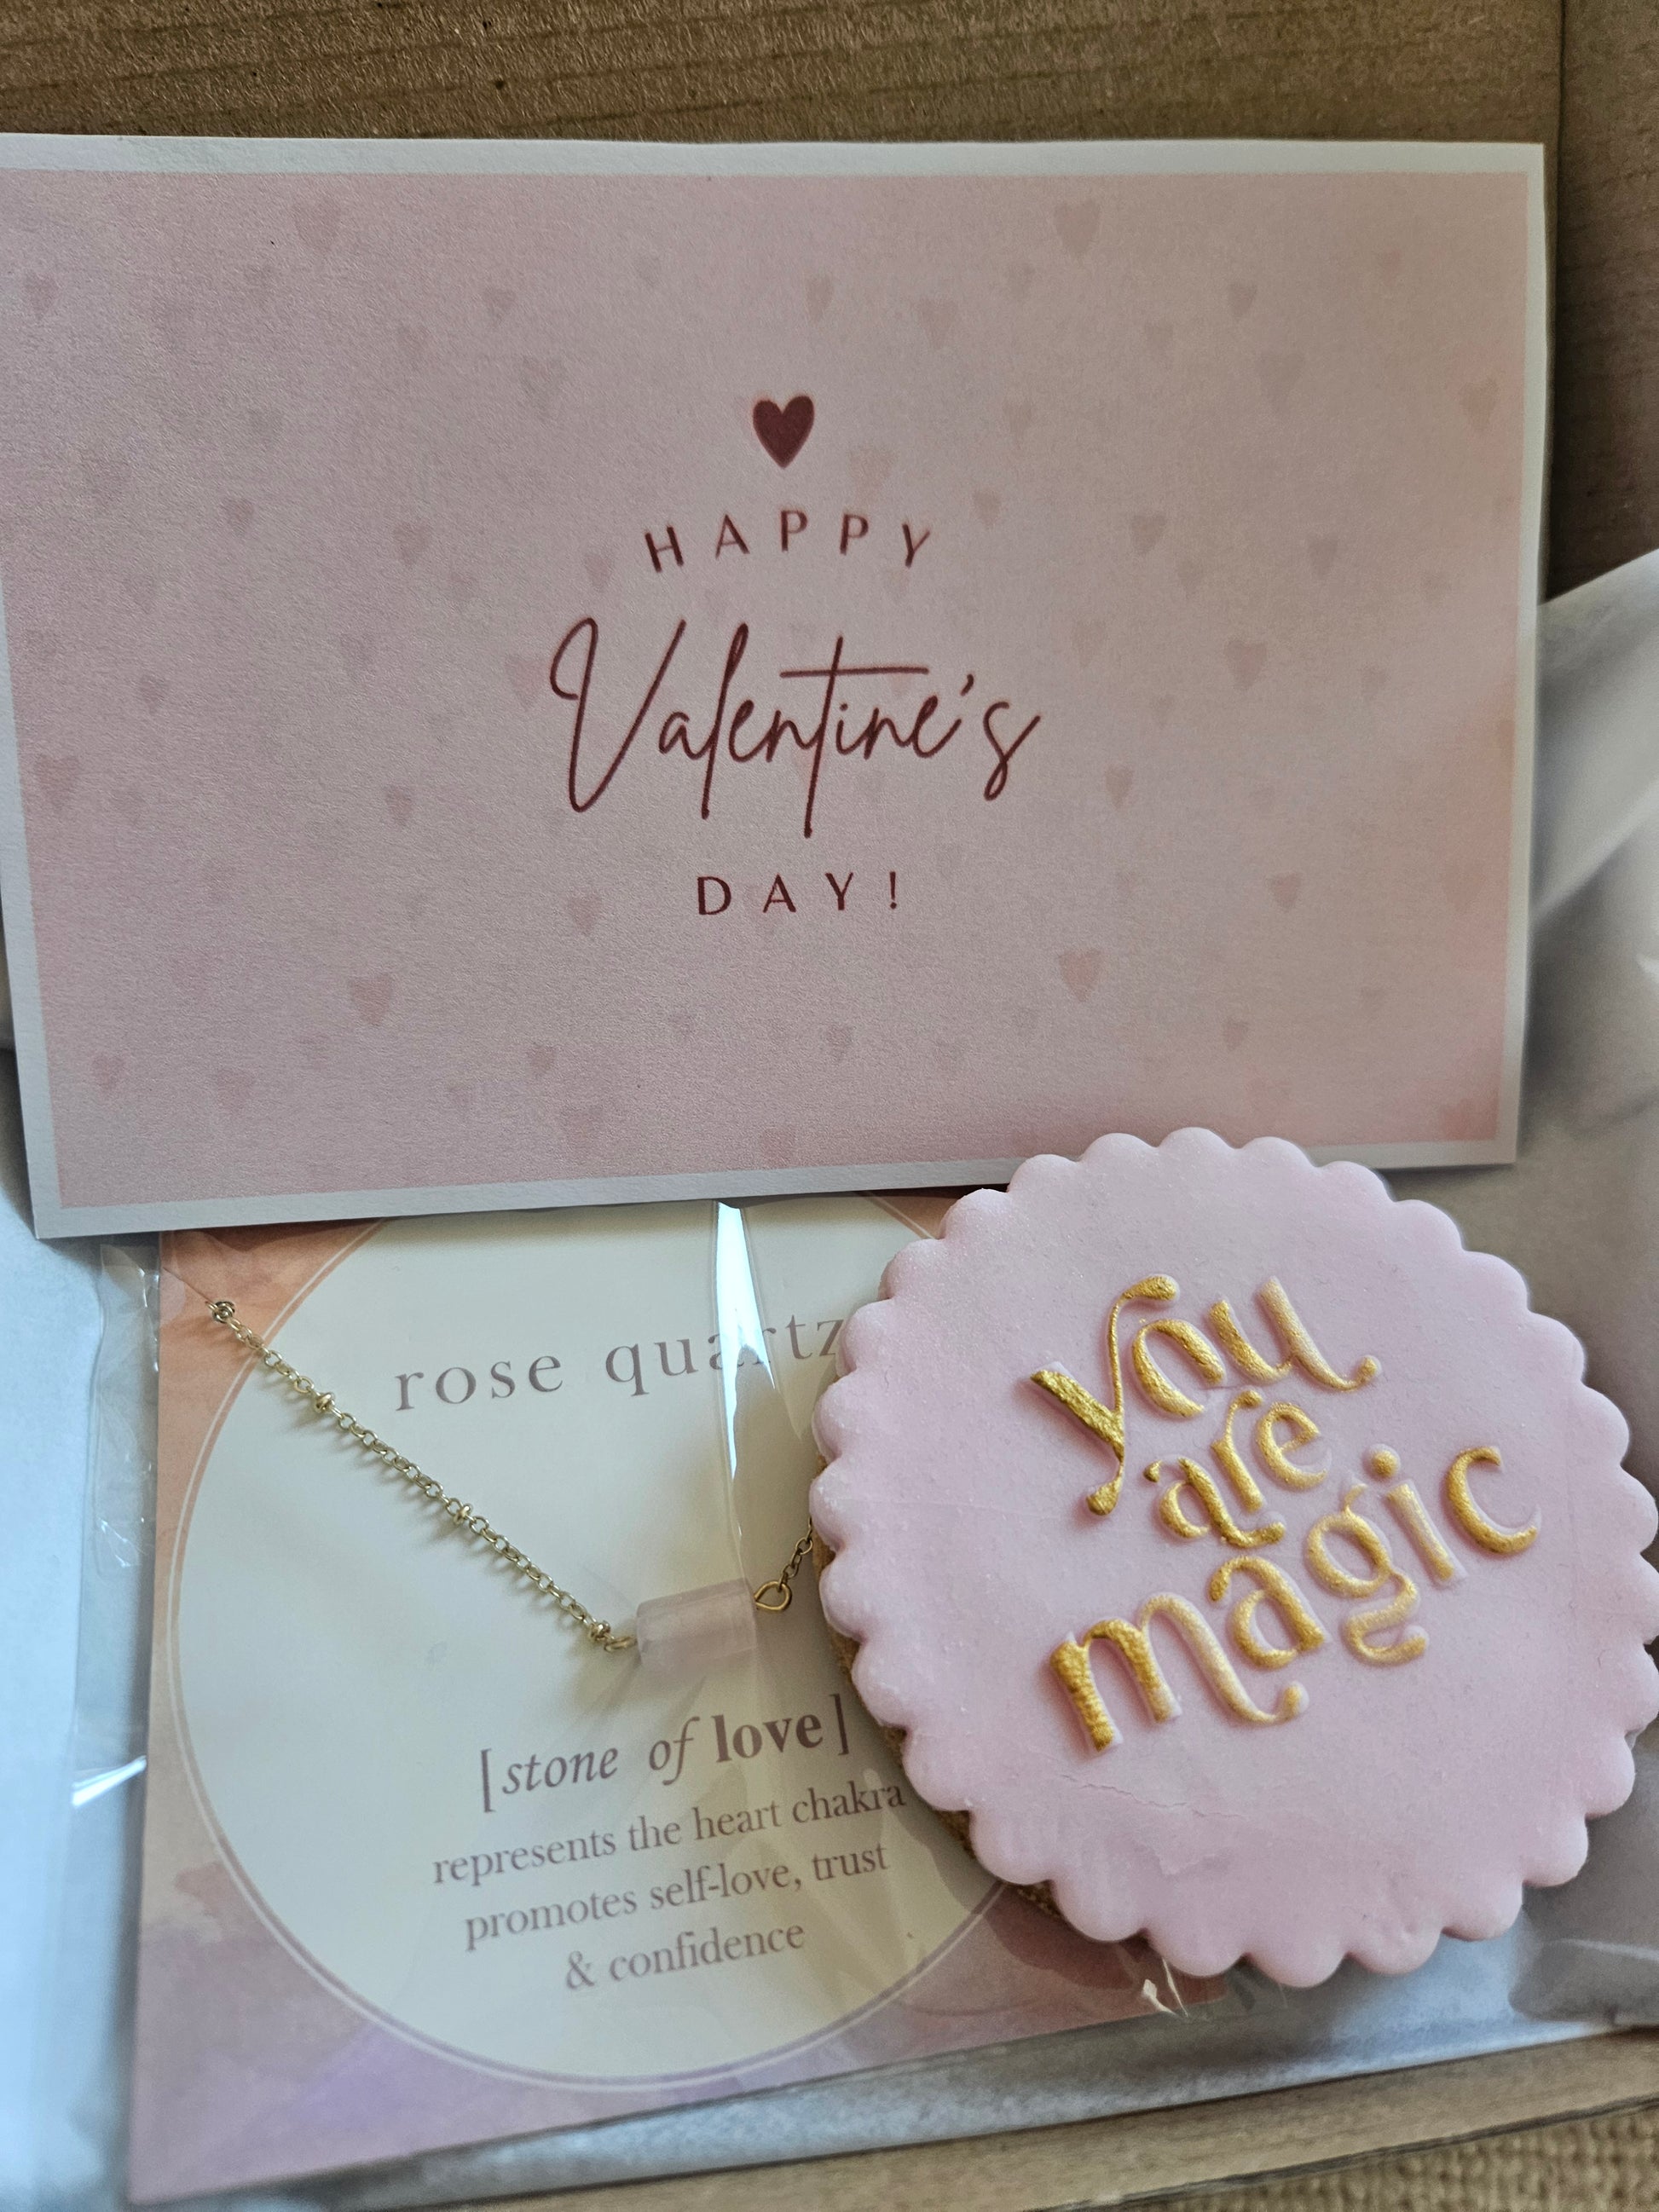 HAPPY
Valentine's
DAY!
rose quartz
[stone of love]
represents the heart chakra
promotes self-love, trust
& confidence
you
are
magic